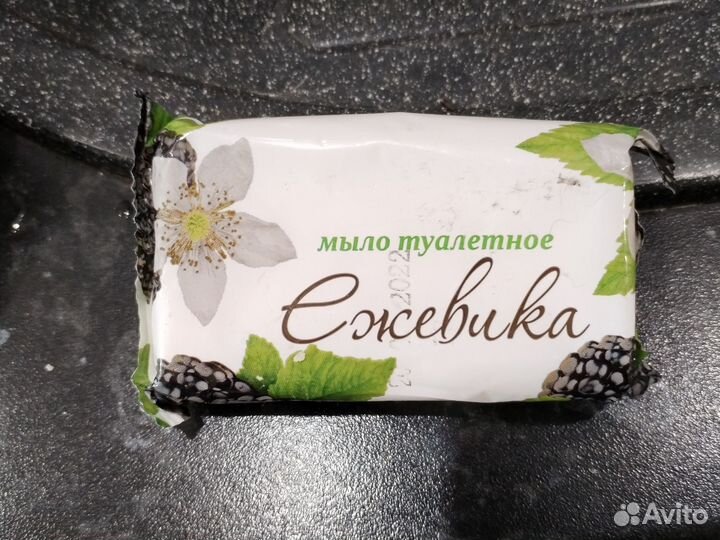 мыло туалетное
Ежевика
2022
Avito